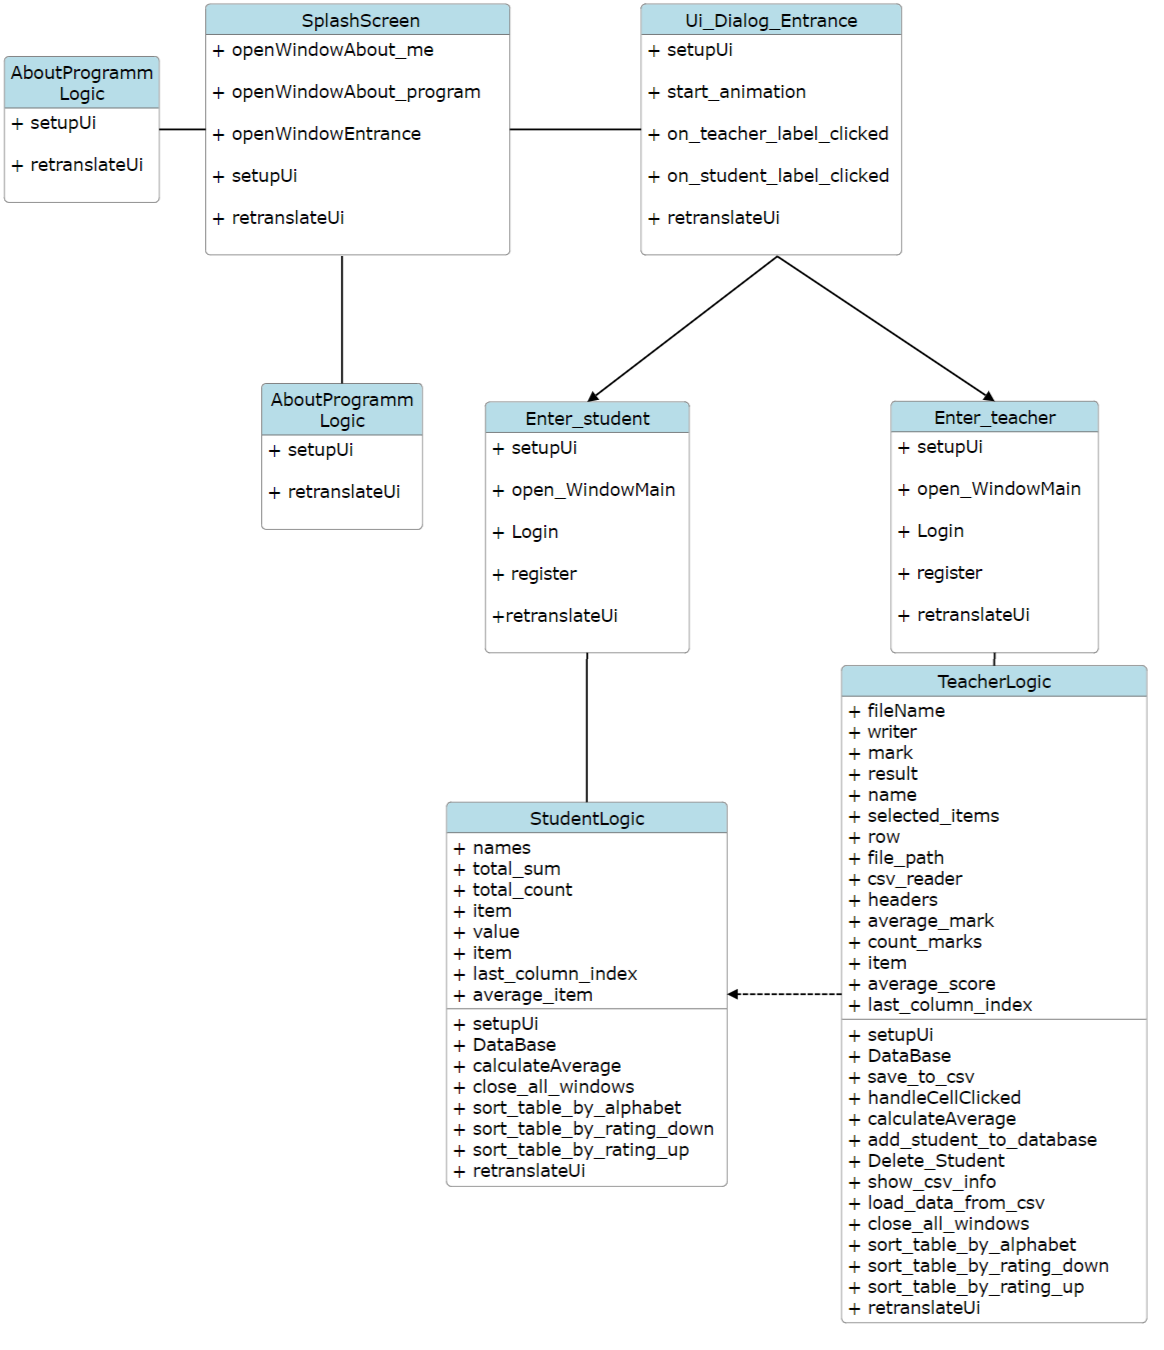 SplashScreen
+ openWindowAbout_me
+ openWindowAbout_program
+ openWindowEntrance
+ setupUi
+ retranslateUi
Ui_Dialog_Entrance
+ setupUi
+ start_animation
+ on_teacher_label_clicked
+ on_student_label_clicked
+ retranslateUi
AboutProgramm
Logic
+ setupUi
+ retranslateUi
AboutProgramm
Logic
+ setupUi
+ retranslateUi
Enter_student
+ setupUi
+ open_WindowMain
+ Login
+ register
+retranslateUi
Enter_teacher
+ setupUi
+ open_WindowMain
+ Login
+ register
+ retranslateUi
StudentLogic
+ names
+ total_sum
+ total_count
+ item
+ value
+ item
+ last_column_index
+ average_item
+ setupUi
+ DataBase
+ calculateAverage
+ close_all_windows
+ sort_table_by_alphabet
+ sort_table_by_rating_down
+ sort_table_by_rating_up
+ retranslateUi
TeacherLogic
+ fileName
+ writer
+ mark
+ result
+ name
+ selected_items
+ row
+ file_path
+ csv_reader
+ headers
+ average_mark
+ count_marks
+ item
+ average_score
+ last_column_index
+ setupUi
+ DataBase
+ save_to_csv
+ handleCellClicked
+ calculateAverage
+ add_student_to_database
+ Delete_Student
+ show_csv_info
+ load_data_from_csv
+ close_all_windows
+ sort_table_by_alphabet
+ sort_table_by_rating_down
+ sort_table_by_rating_up
+ retranslateUi